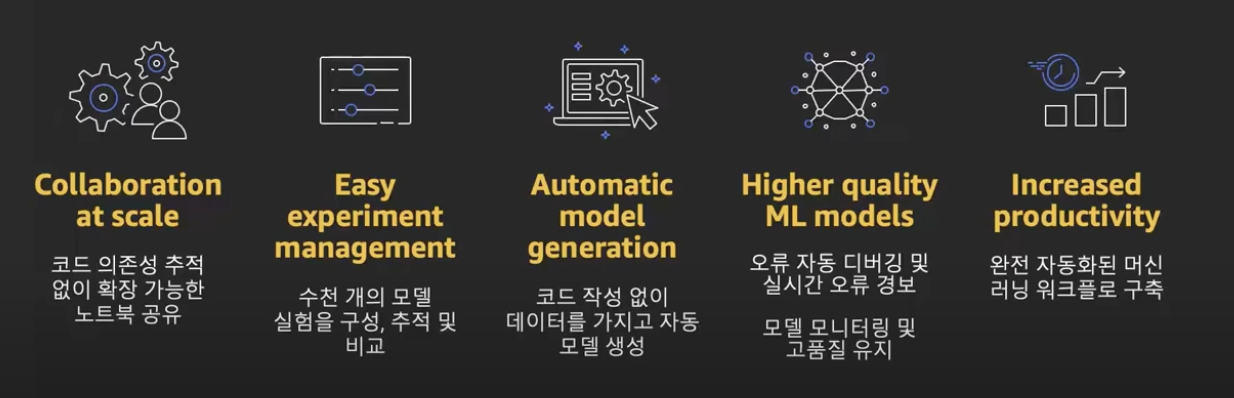 Collaboration
at scale
코드 의존성 추적
없이 확장 가능한
노트북 공유
Easy
experiment
management
수천 개의 모델
실험을 구성, 추적 및
비교
Automatic
model
generation
코드 작성 없이
데이터를 가지고 자동
모델 생성
Higher quality
ML models
오류 자동 디버깅 및
실시간 오류 경보
모델 모니터링 및
고품질 유지
Increased
productivity
완전 자동화된 머신
러닝 워크플로 구축